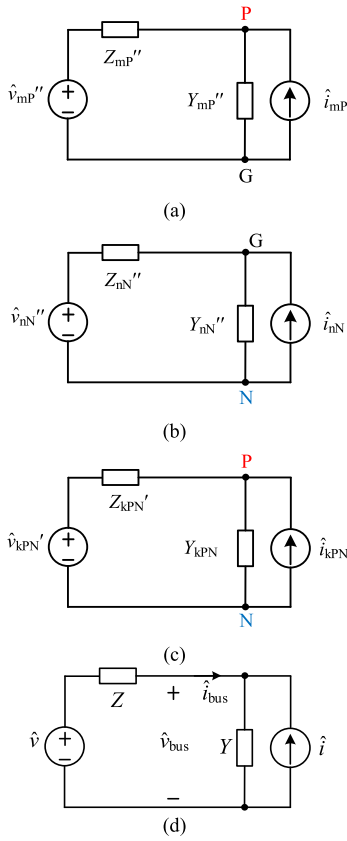 P
Z_mP′′
v̂_mP′′
+
−
Y_mP′′
î_mP
G
(a)
G
Z_nN′′
v̂_nN′′
+
−
Y_nN′′
î_nN
N
(b)
P
Z_kPN′
v̂_kPN′
+
−
Y_kPN
î_kPN
N
(c)
Z
+
î_bus
v̂
+
−
v̂_bus
Y
î
−
(d)